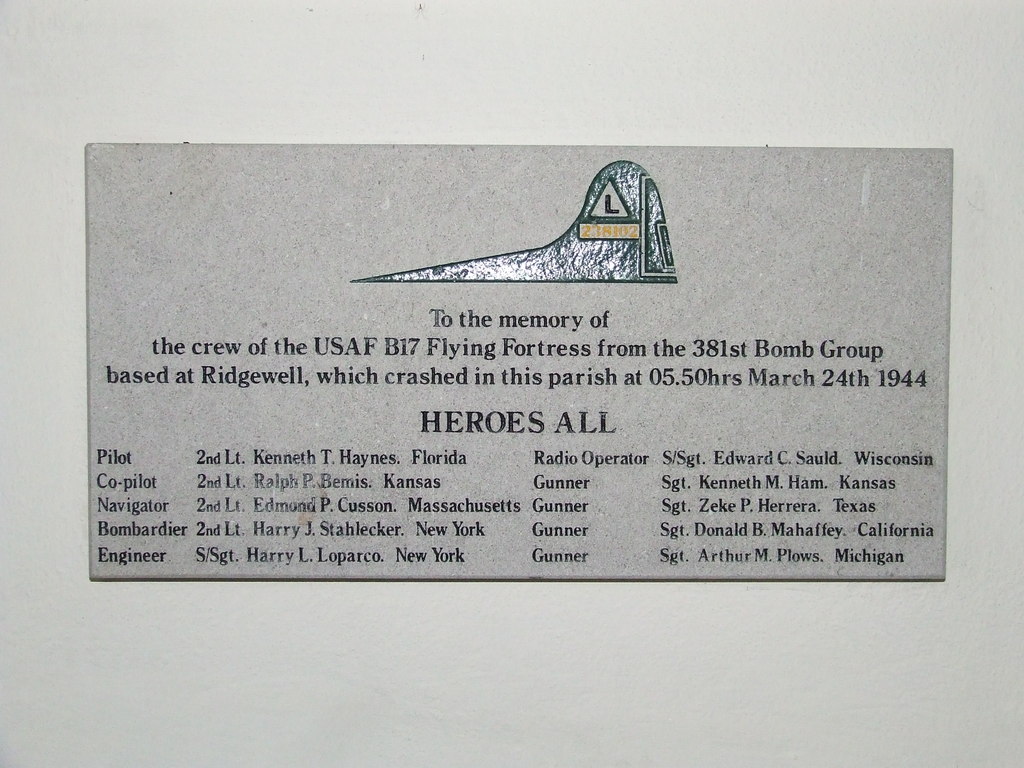 L
238102
To the memory of
the crew of the USAF B17 Flying Fortress from the 381st Bomb Group
based at Ridgewell, which crashed in this parish at 05.50hrs March 24th 1944
HEROES ALL
Pilot 2nd Lt. Kenneth T. Haynes. Florida Radio Operator S/Sgt. Edward C. Sauld. Wisconsin
Co-pilot 2nd Lt. Ralph P. Bemis. Kansas Gunner Sgt. Kenneth M. Ham. Kansas
Navigator 2nd Lt. Edmond P. Cusson. Massachusetts Gunner Sgt. Zeke P. Herrera. Texas
Bombardier 2nd Lt. Harry J. Stahlecker. New York Gunner Sgt. Donald B. Mahaffey. California
Engineer S/Sgt. Harry L. Loparco. New York Gunner Sgt. Arthur M. Plows. Michigan